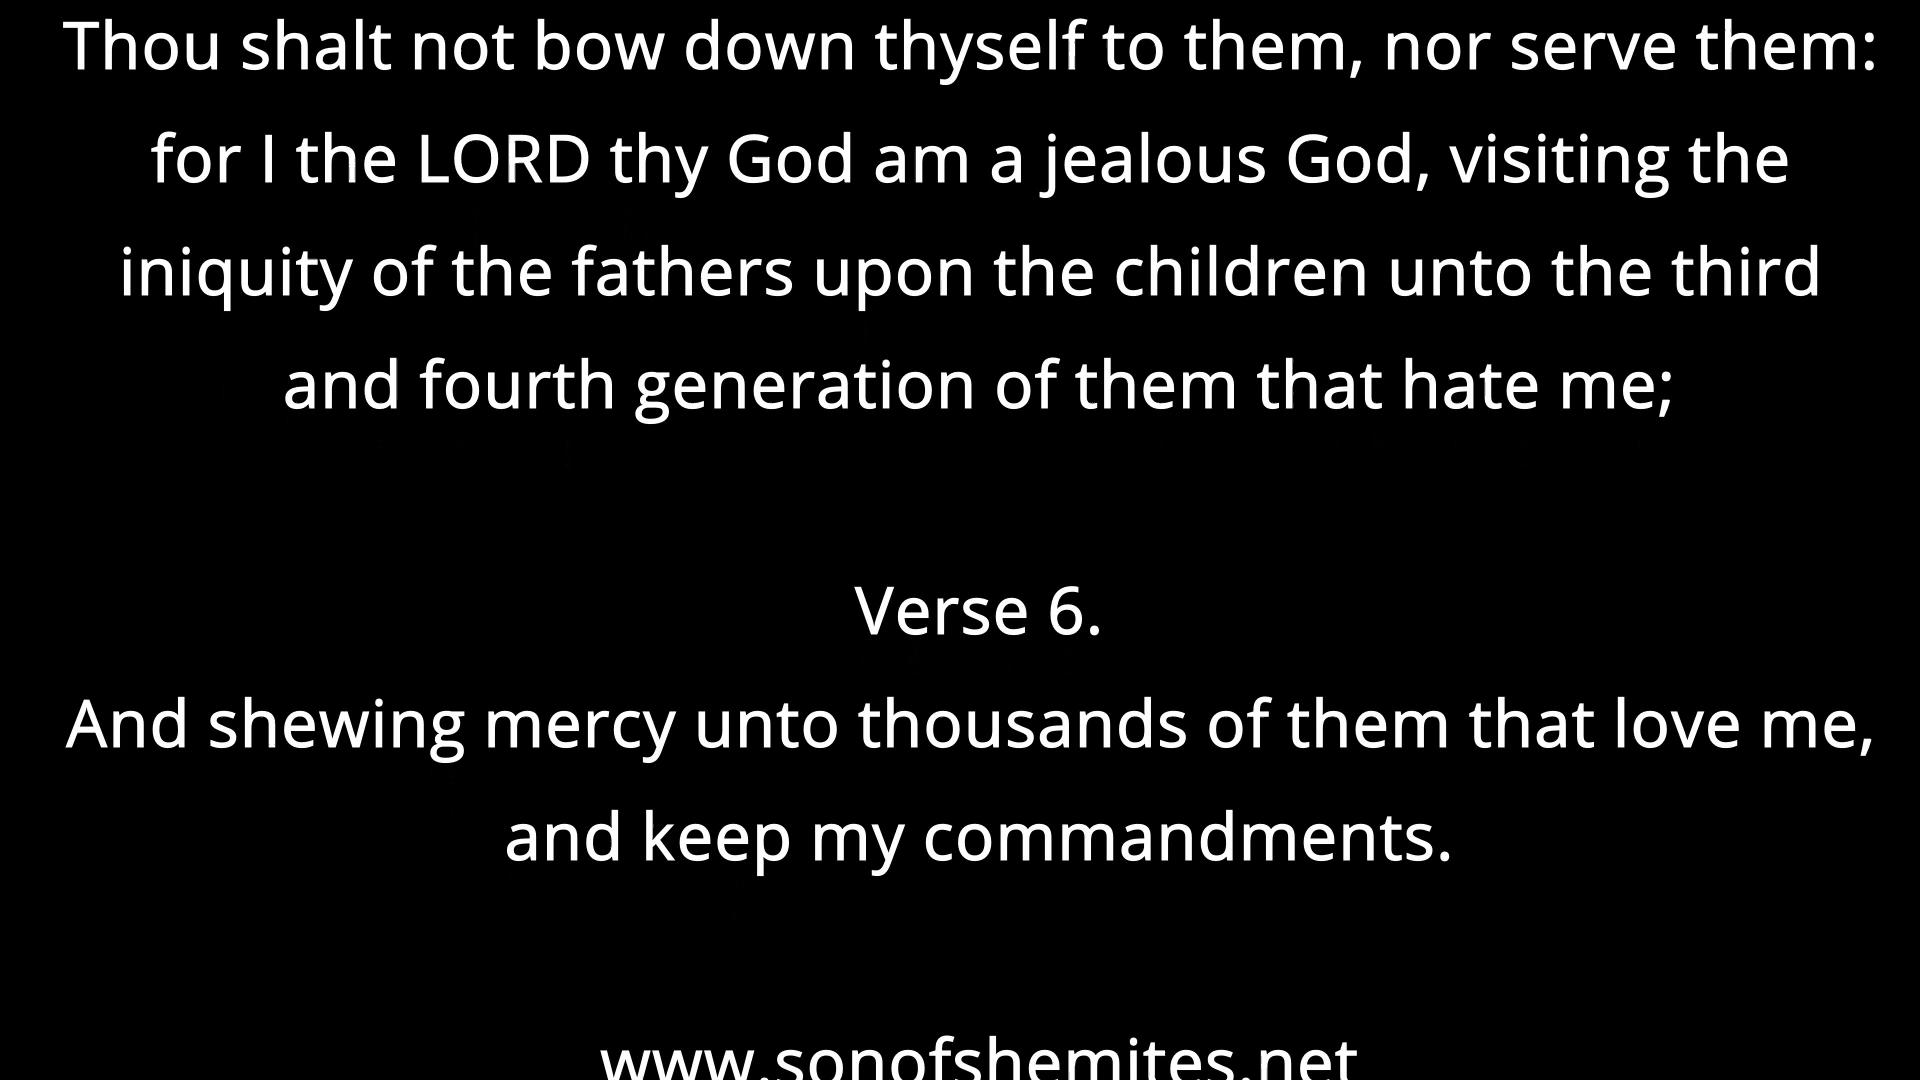 Thou shalt not bow down thyself to them, nor serve them:
for I the LORD thy God am a jealous God, visiting the
iniquity of the fathers upon the children unto the third
and fourth generation of them that hate me;
Verse 6.
And shewing mercy unto thousands of them that love me,
and keep my commandments.
www.sonofshemites.net